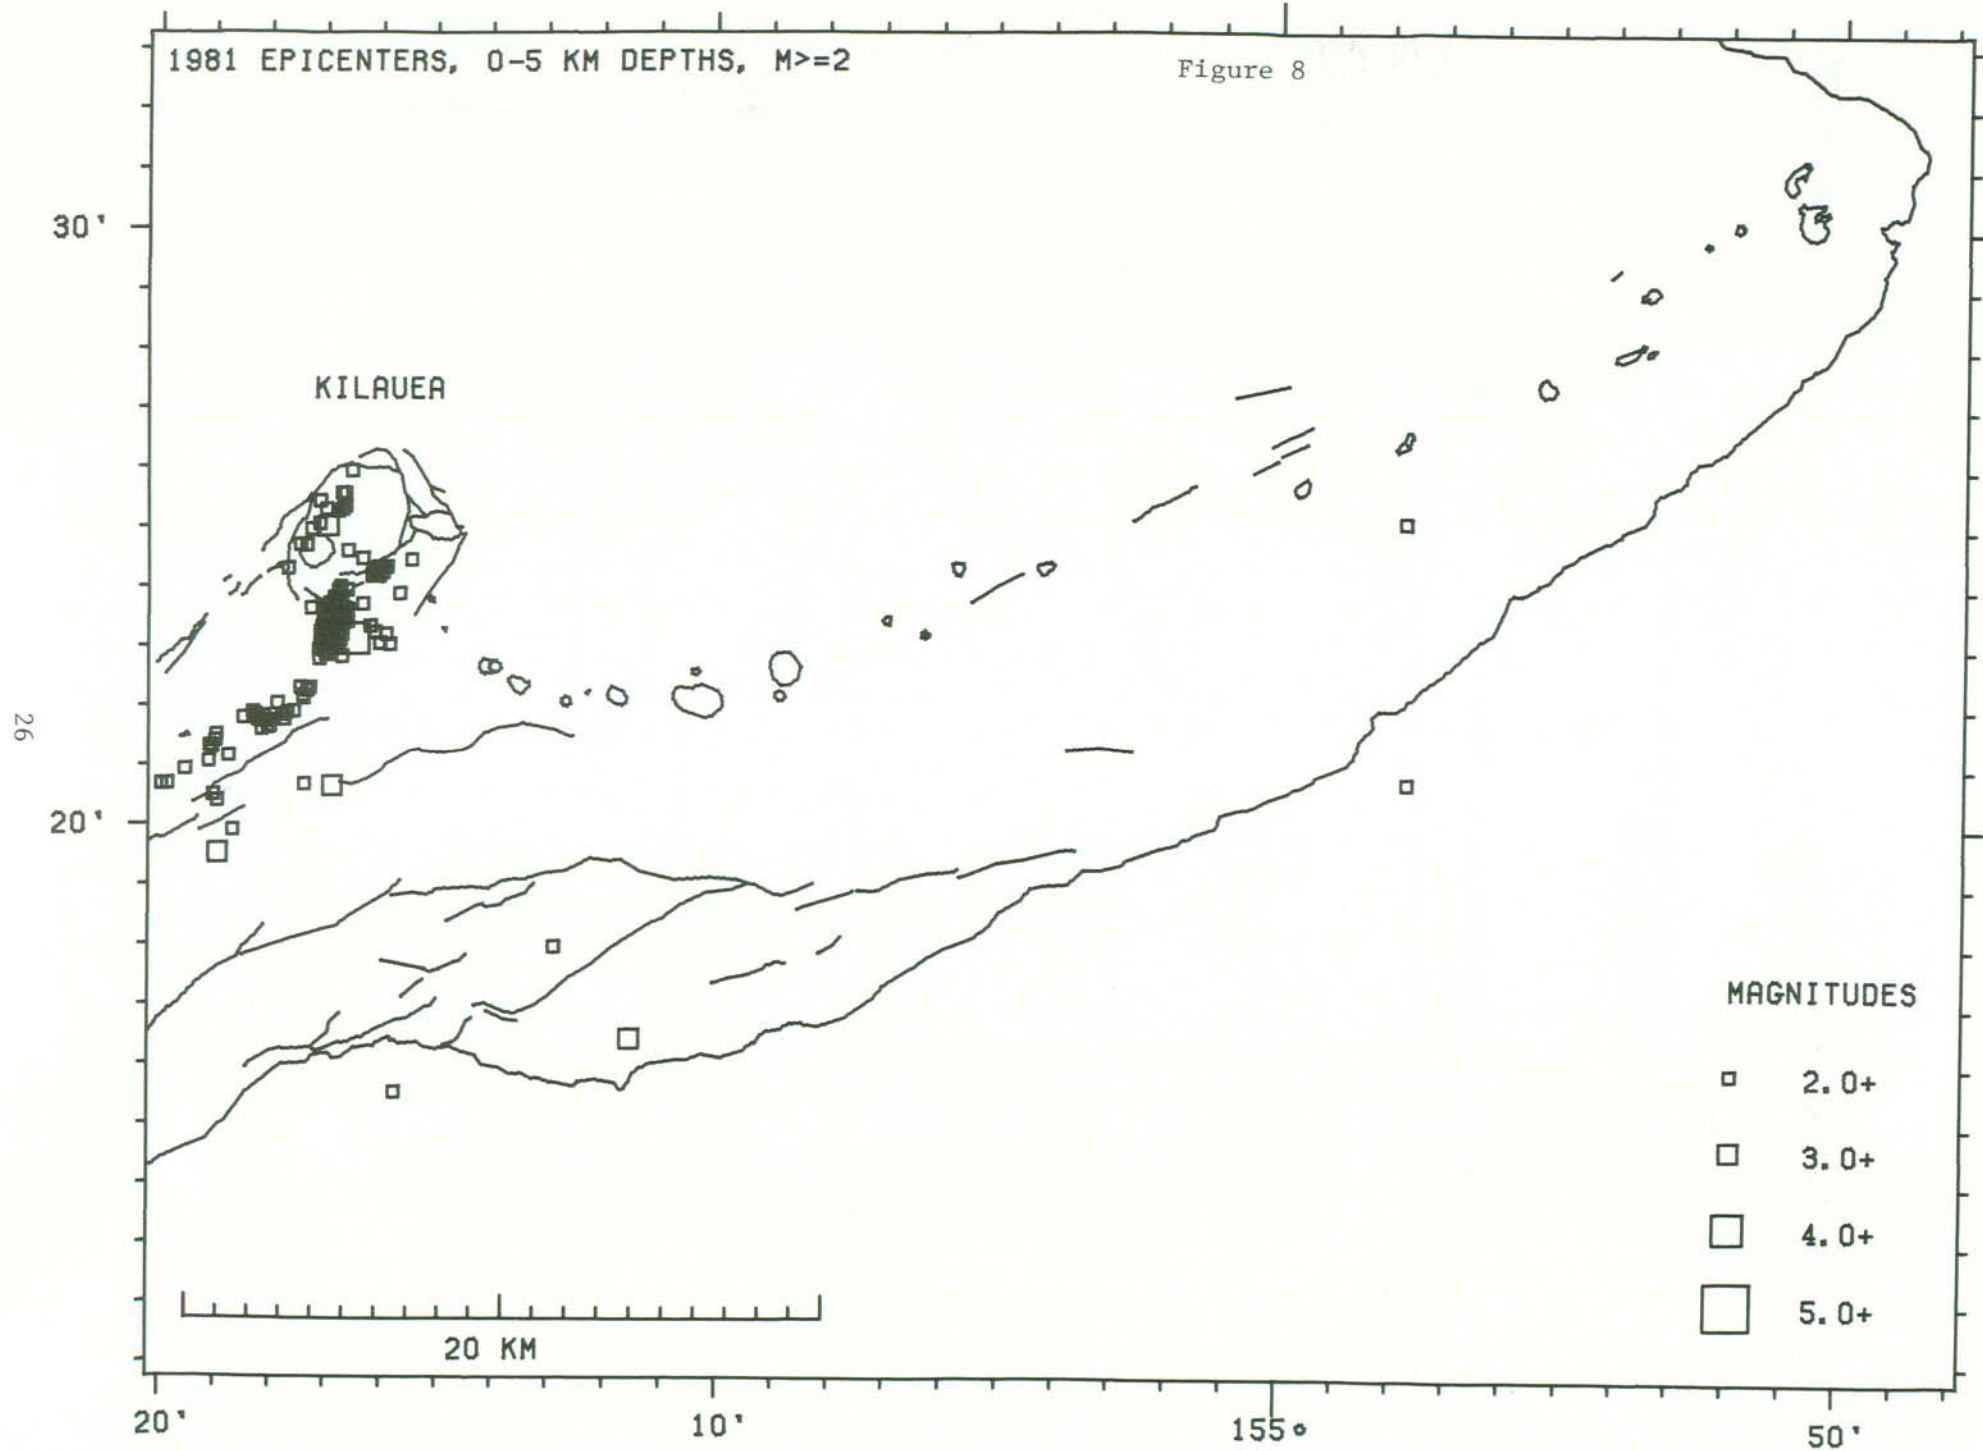 1981 EPICENTERS, 0-5 KM DEPTHS, M>=2
Figure 8
30'
KILAUEA
26
20'
MAGNITUDES
2.0+
3.0+
4.0+
5.0+
20 KM
20'
10'
155°
50'